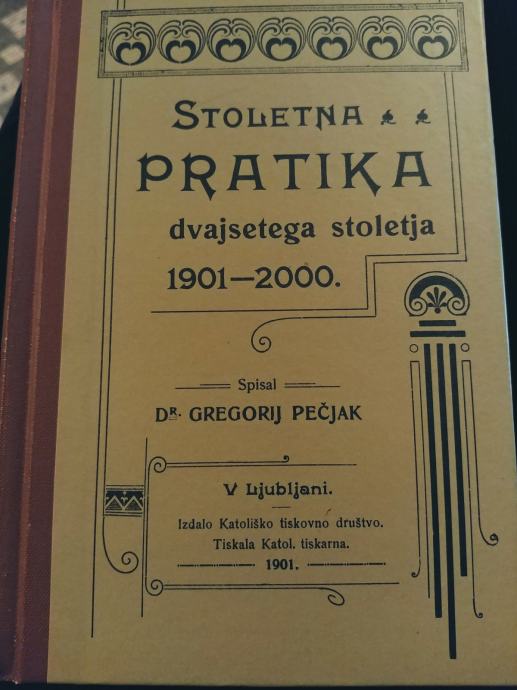 STOLETNA
PRATIKA
dvajsetega stoletja
1901—2000.
Spisal
DR. GREGORIJ PEČJAK
V Ljubljani.
Izdalo Katoliško tiskovno društvo.
Tiskala Katol. tiskarna.
1901.